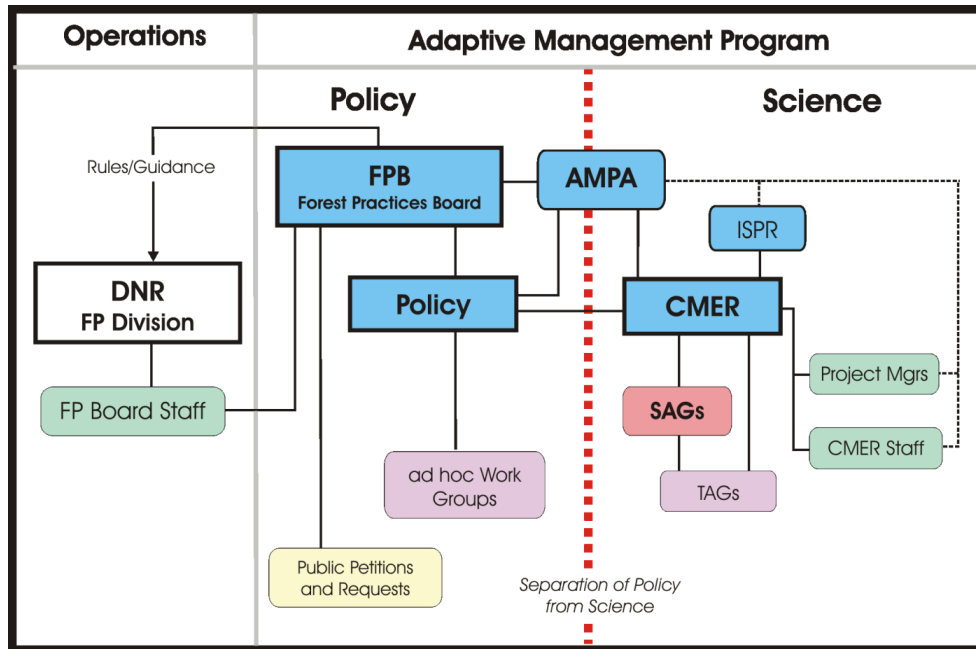 Operations
Adaptive Management Program
Policy
Science
Rules/Guidance
FPB
Forest Practices Board
AMPA
ISPR
DNR
FP Division
Policy
CMER
FP Board Staff
SAGs
Project Mgrs
CMER Staff
ad hoc Work
Groups
TAGs
Public Petitions
and Requests
Separation of Policy
from Science